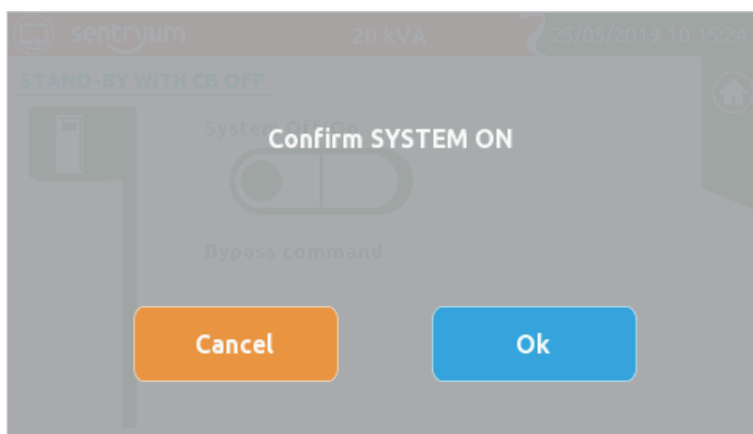 sentryum 20 kVA 25/05/2019 10:15:24
STAND-BY WITH CB OFF
System Off/On
Confirm SYSTEM ON
Bypass command
Cancel Ok